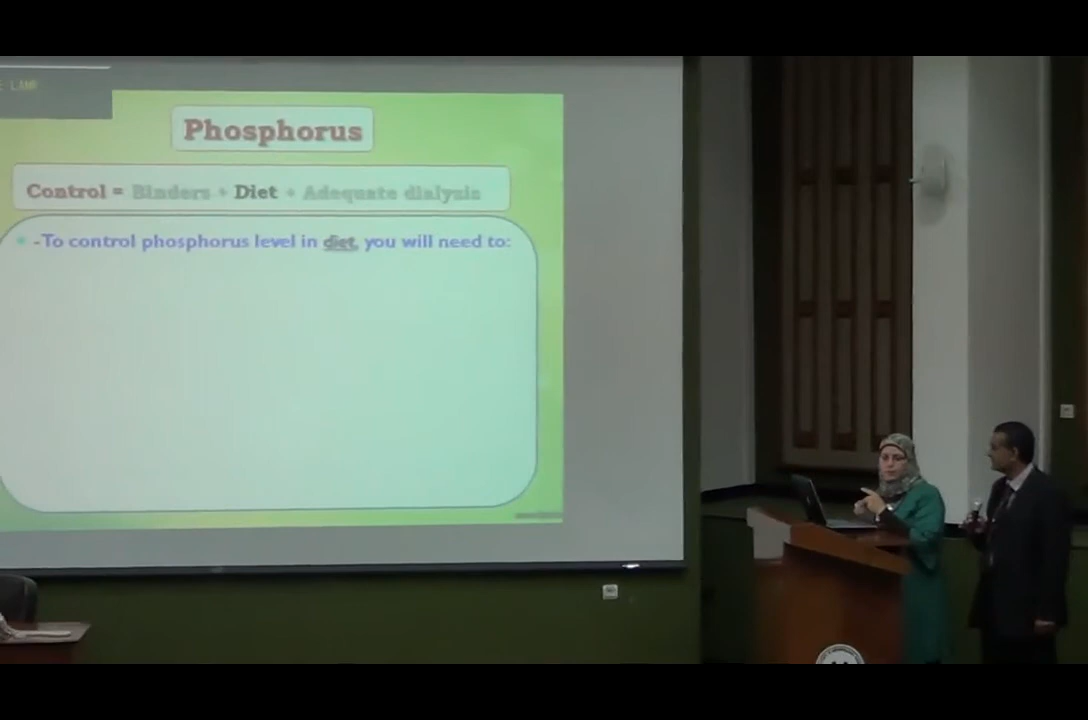 Phosphorus
Control = Binders + Diet + Adequate dialysis
-To control phosphorus level in diet, you will need to: